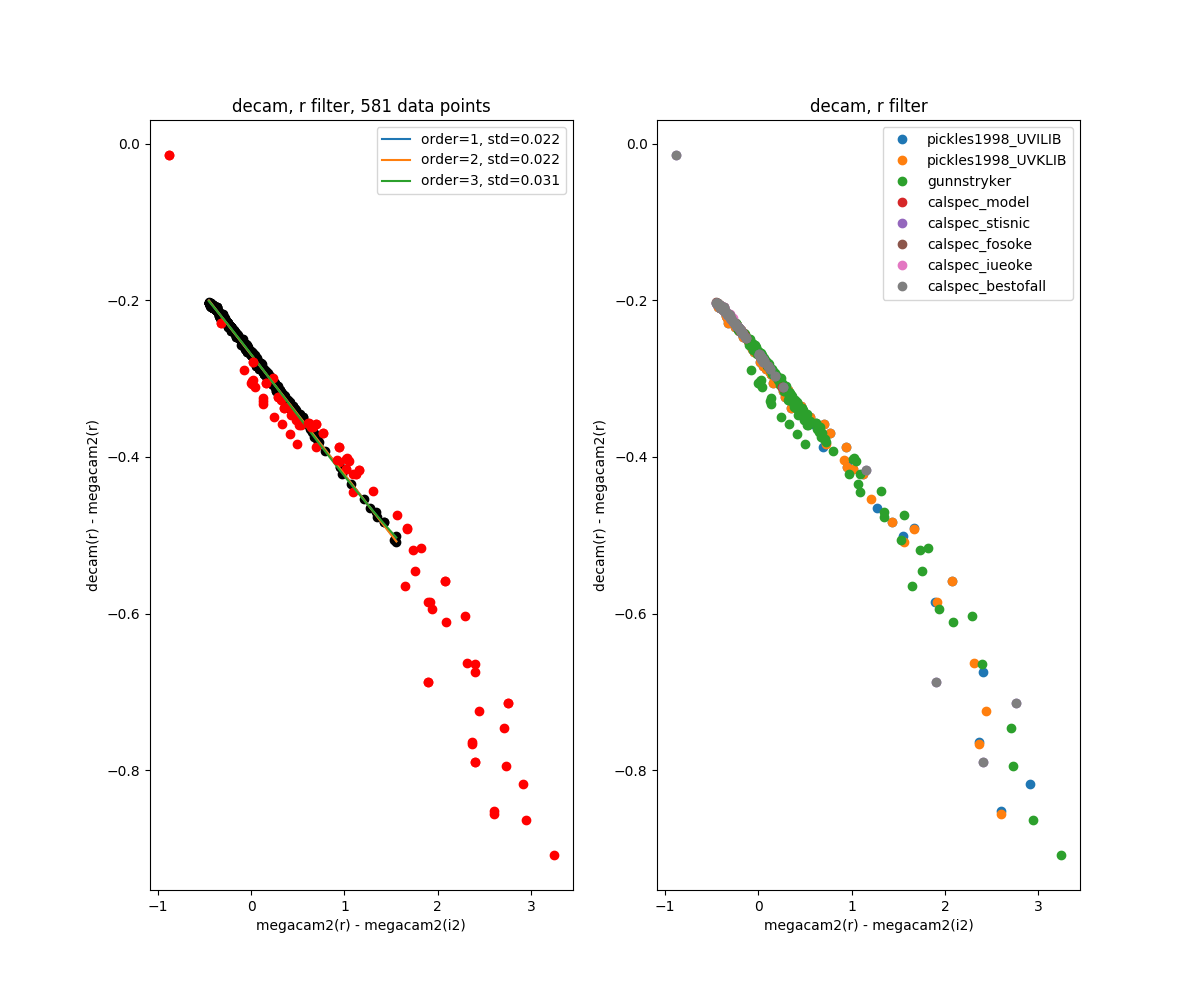 decam, r filter, 581 data points
order=1, std=0.022
order=2, std=0.022
order=3, std=0.031
0.0
−0.2
−0.4
−0.6
−0.8
decam(r) - megacam2(r)
−1
0
1
2
3
megacam2(r) - megacam2(i2)
decam, r filter
pickles1998_UVILIB
pickles1998_UVKLIB
gunnstryker
calspec_model
calspec_stisnic
calspec_fosoke
calspec_iueoke
calspec_bestofall
0.0
−0.2
−0.4
−0.6
−0.8
decam(r) - megacam2(r)
−1
0
1
2
3
megacam2(r) - megacam2(i2)